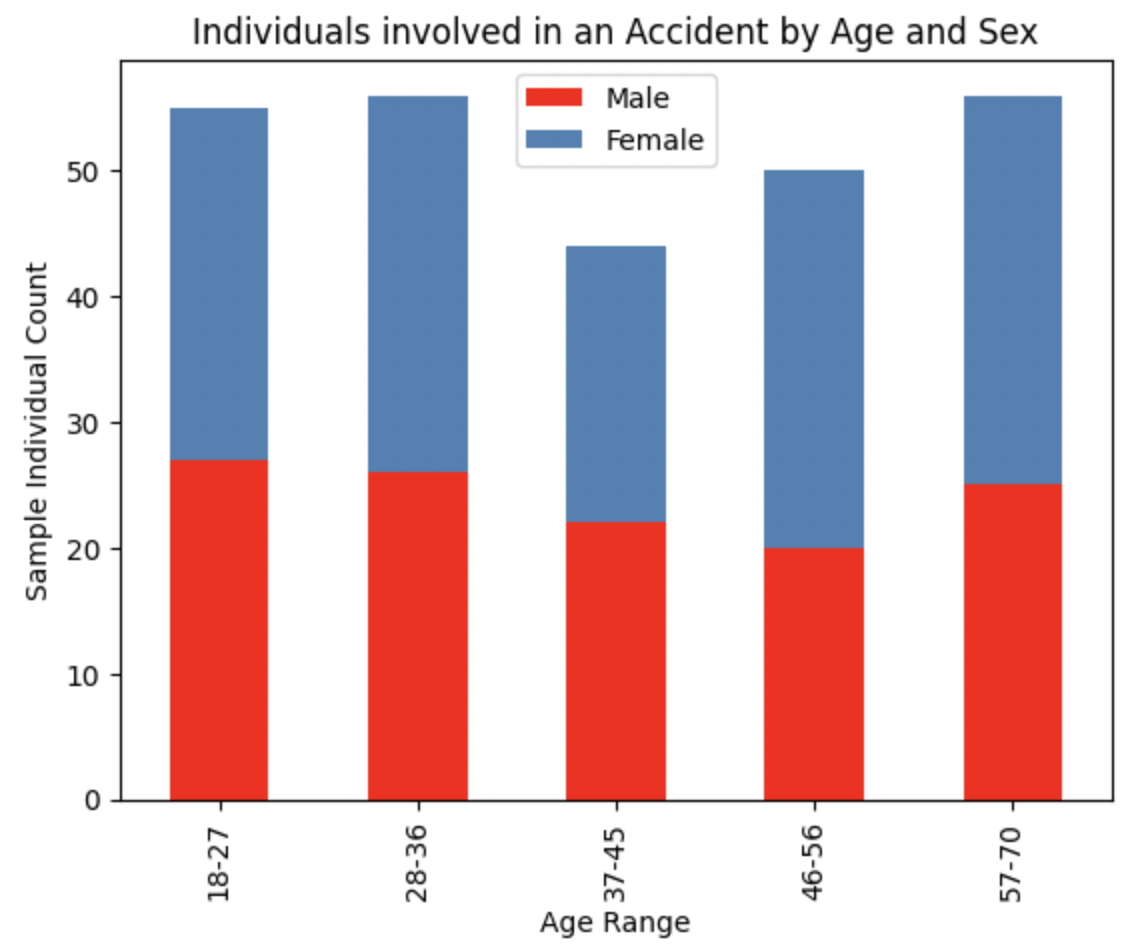 Individuals involved in an Accident by Age and Sex
Male
Female
Sample Individual Count
50
40
30
20
10
0
18-27
28-36
37-45
46-56
57-70
Age Range